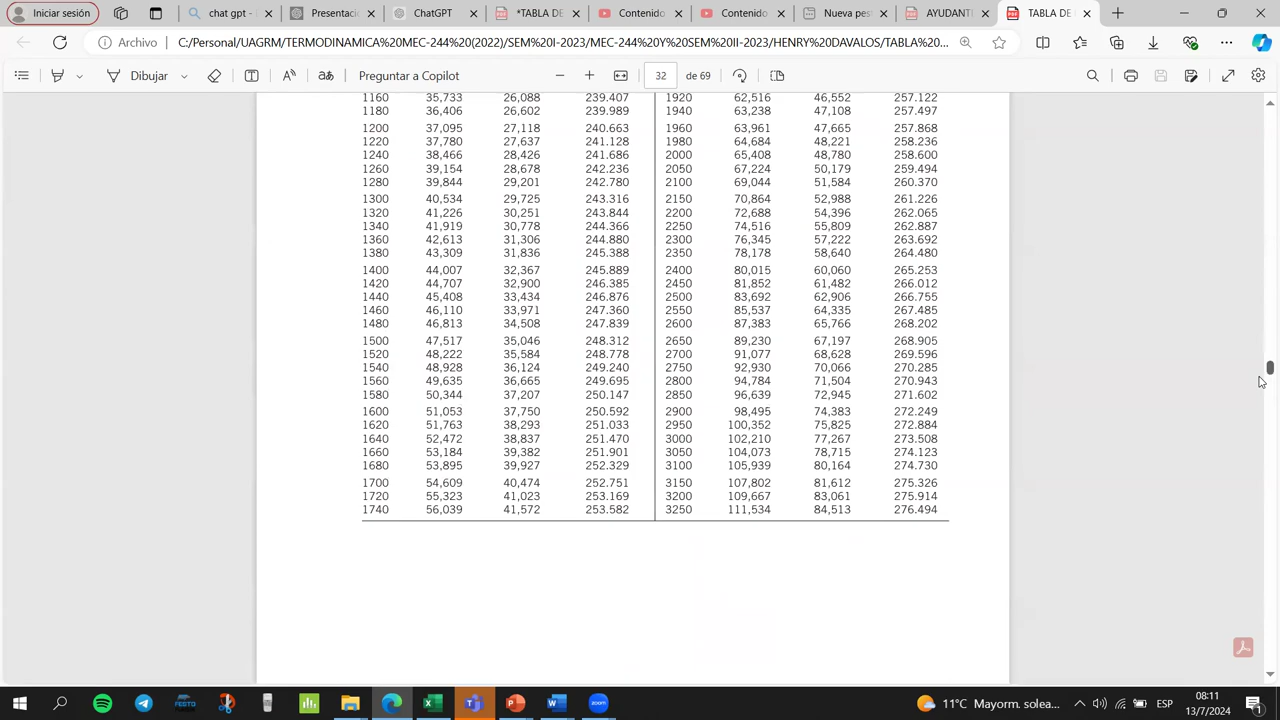 Iniciar sesión
chat gpt -
Presentacio
ChatGPT
*TABLA DE
Contenido
Contenido
Nueva pes
AYUDANT
TABLA DE
Archivo
C:/Personal/UAGRM/TERMODINAMICA%20MEC-244%20(2022)/SEM%20I-2023/MEC-244%20Y%20SEM%20II-2023/HENRY%20DAVALOS/TABLA%20...
Dibujar
Preguntar a Copilot
32 de 69
1160 35,733 26,088 239.407 1920 62,516 46,552 257.122
1180 36,406 26,602 239.989 1940 63,238 47,108 257.497
1200 37,095 27,118 240.663 1960 63,961 47,665 257.868
1220 37,780 27,637 241.128 1980 64,684 48,221 258.236
1240 38,466 28,426 241.686 2000 65,408 48,780 258.600
1260 39,154 28,678 242.236 2050 67,224 50,179 259.494
1280 39,844 29,201 242.780 2100 69,044 51,584 260.370
1300 40,534 29,725 243.316 2150 70,864 52,988 261.226
1320 41,226 30,251 243.844 2200 72,688 54,396 262.065
1340 41,919 30,778 244.366 2250 74,516 55,809 262.887
1360 42,613 31,306 244.880 2300 76,345 57,222 263.692
1380 43,309 31,836 245.388 2350 78,178 58,640 264.480
1400 44,007 32,367 245.889 2400 80,015 60,060 265.253
1420 44,707 32,900 246.385 2450 81,852 61,482 266.012
1440 45,408 33,434 246.876 2500 83,692 62,906 266.755
1460 46,110 33,971 247.360 2550 85,537 64,335 267.485
1480 46,813 34,508 247.839 2600 87,383 65,766 268.202
1500 47,517 35,046 248.312 2650 89,230 67,197 268.905
1520 48,222 35,584 248.778 2700 91,077 68,628 269.596
1540 48,928 36,124 249.240 2750 92,930 70,066 270.285
1560 49,635 36,665 249.695 2800 94,784 71,504 270.943
1580 50,344 37,207 250.147 2850 96,639 72,945 271.602
1600 51,053 37,750 250.592 2900 98,495 74,383 272.249
1620 51,763 38,293 251.033 2950 100,352 75,825 272.884
1640 52,472 38,837 251.470 3000 102,210 77,267 273.508
1660 53,184 39,382 251.901 3050 104,073 78,715 274.123
1680 53,895 39,927 252.329 3100 105,939 80,164 274.730
1700 54,609 40,474 252.751 3150 107,802 81,612 275.326
1720 55,323 41,023 253.169 3200 109,667 83,061 275.914
1740 56,039 41,572 253.582 3250 111,534 84,513 276.494
FESTO
11°C Mayorm. solea...
ESP
08:11
13/7/2024
1